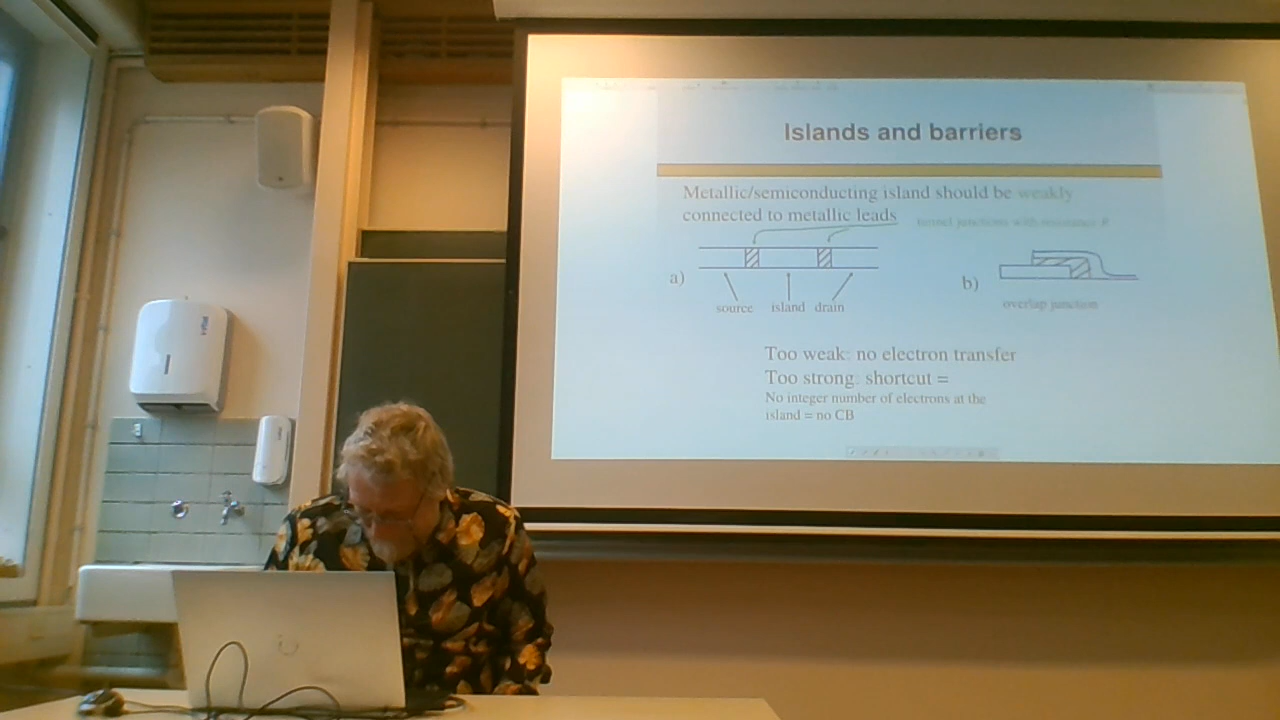 Islands and barriers
Metallic/semiconducting island should be weakly
connected to metallic leads
tunnel junctions with resistance R
a)
b)
source island drain
overlap junction
Too weak: no electron transfer
Too strong: shortcut =
No integer number of electrons at the
island = no CB